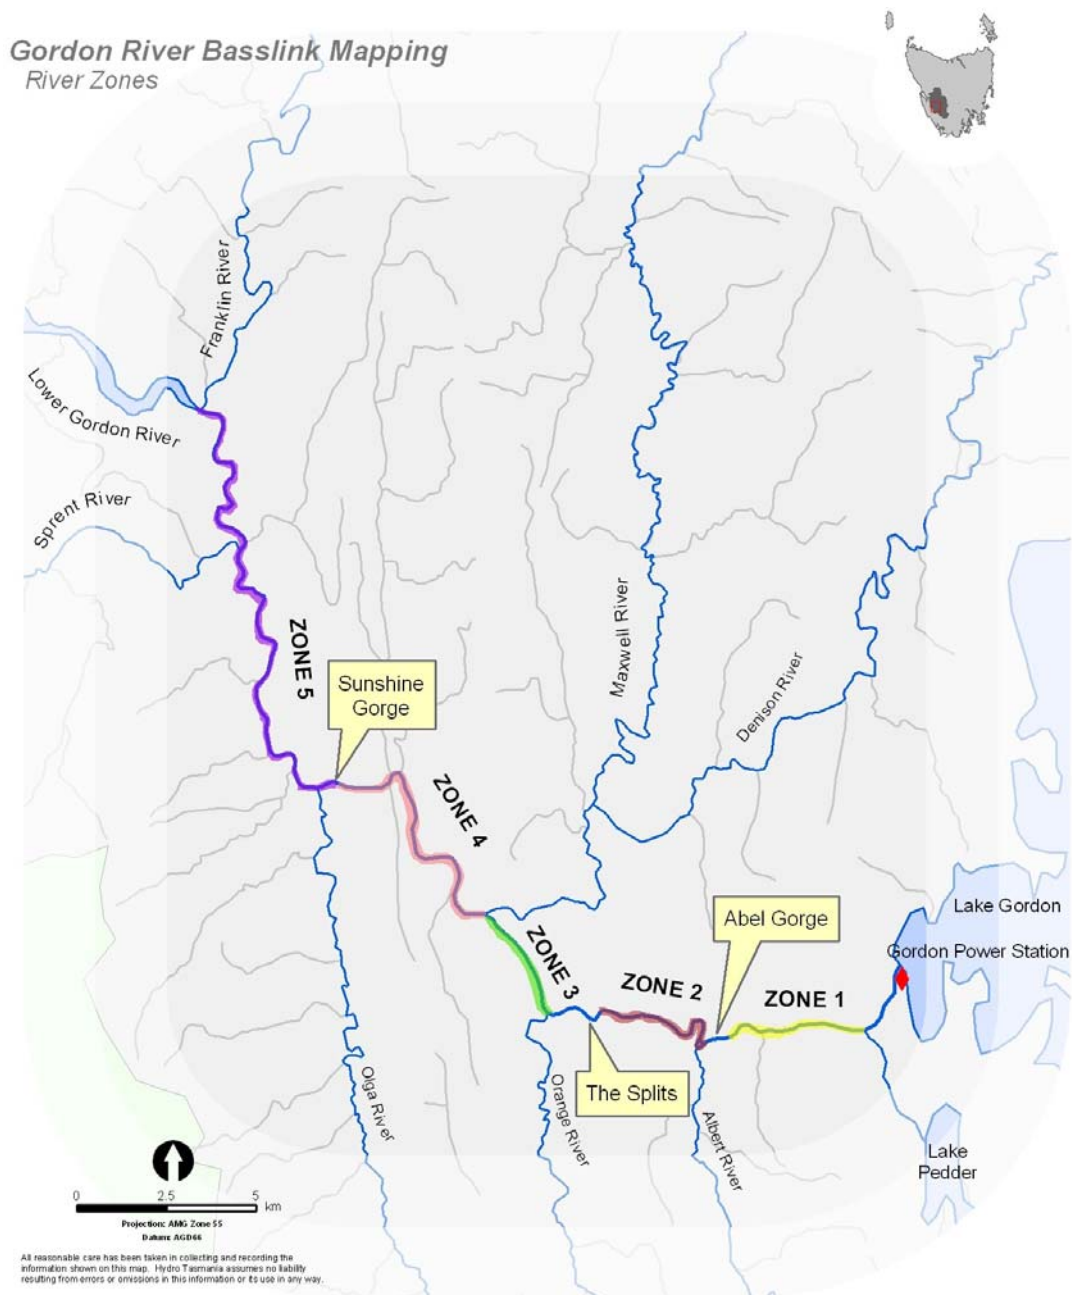 Gordon River Basslink Mapping
River Zones
Franklin River
Lower Gordon River
Sprent River
ZONE 5
Sunshine
Gorge
Maxwell River
Denison River
ZONE 4
Abel Gorge
Lake Gordon
Gordon Power Station
ZONE 3
ZONE 2
ZONE 1
The Splits
Olga River
Orange River
Albert River
Lake
Pedder
0 2.5 5
km
Projection: AMG Zone 55
Datum: AGD66
All reasonable care has been taken in collecting and recording the
information shown on this map. Hydro Tasmania assumes no liability
resulting from errors or omissions in this information or its use in any way.